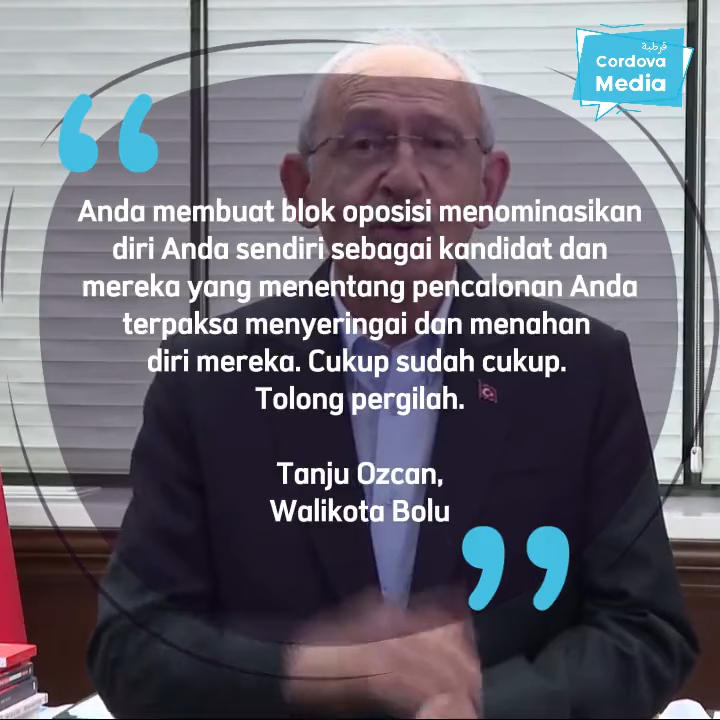 قرطبة
Cordova
Media
Anda membuat blok oposisi menominasikan
diri Anda sendiri sebagai kandidat dan
mereka yang menentang pencalonan Anda
terpaksa menyeringai dan menahan
diri mereka. Cukup sudah cukup.
Tolong pergilah.
Tanju Ozcan,
Walikota Bolu